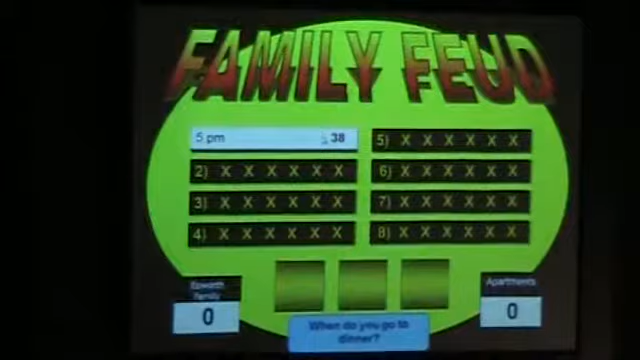 FAMILY FEUD
5 pm 38
2) X X X X X X
3) X X X X X X
4) X X X X X X
5) X X X X X X
6) X X X X X X
7) X X X X X X
8) X X X X X X
Family
0
When do you go to
dinner?
Apartments
0